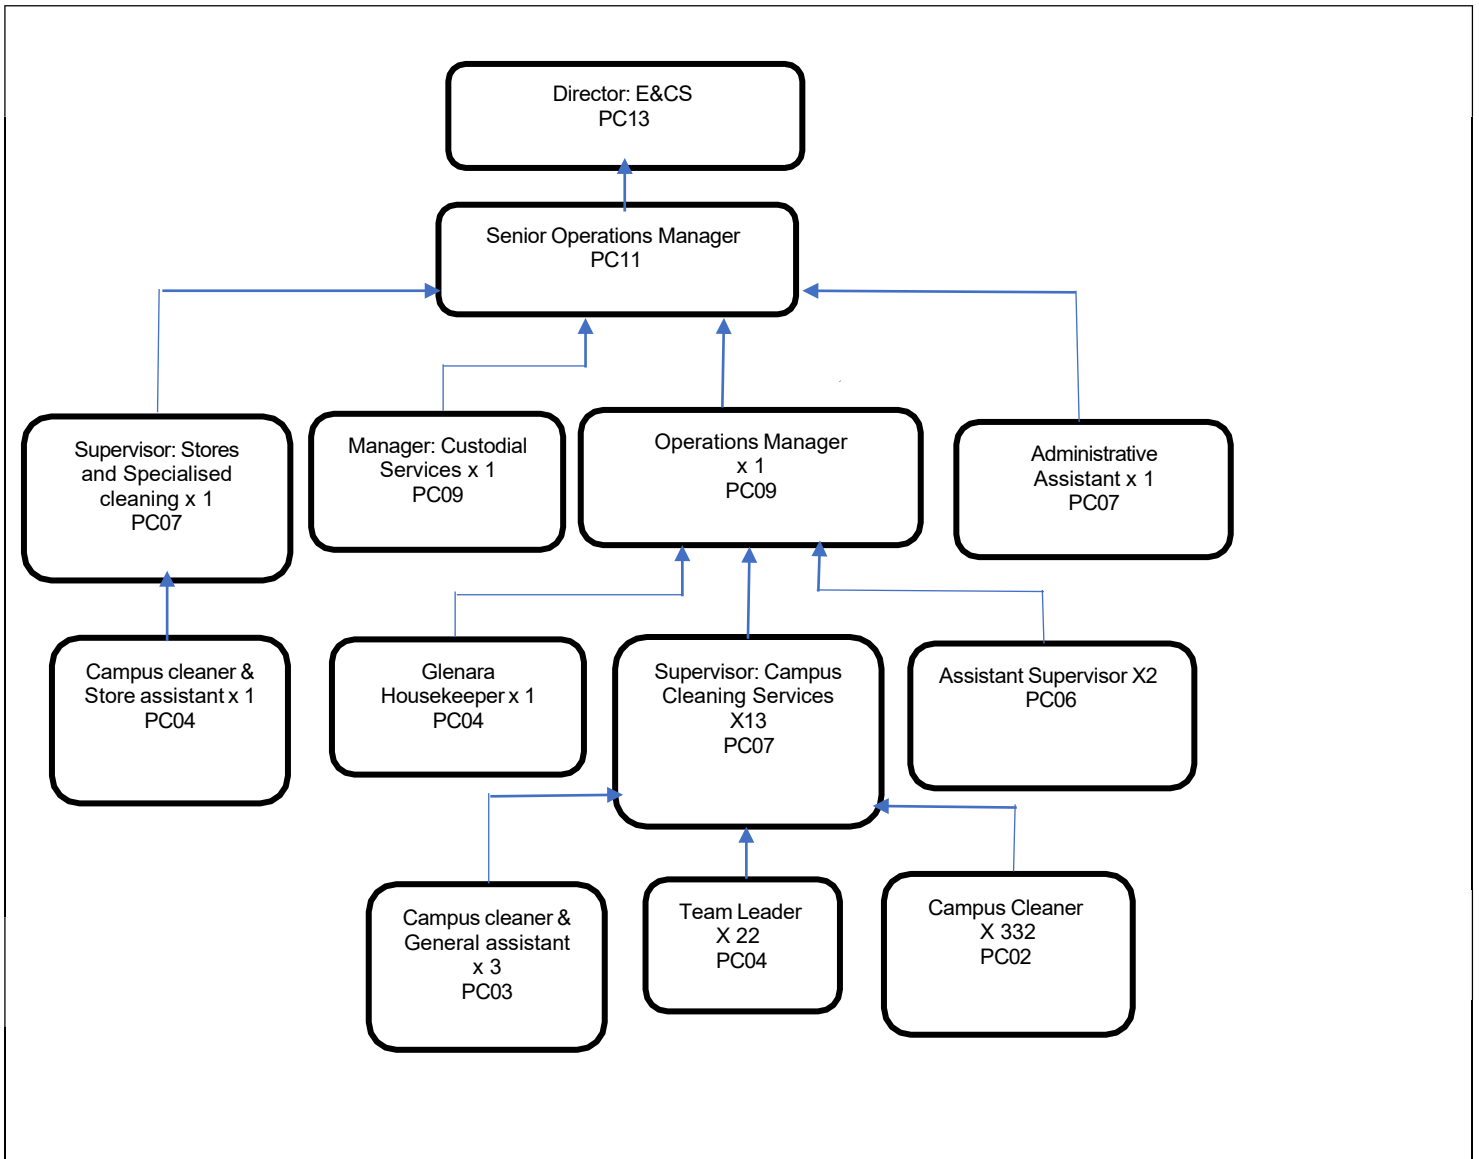 Director: E&CS
PC13
Senior Operations Manager
PC11
Supervisor: Stores
and Specialised
cleaning x 1
PC07
Manager: Custodial
Services x 1
PC09
Operations Manager
x 1
PC09
Administrative
Assistant x 1
PC07
Campus cleaner &
Store assistant x 1
PC04
Glenara
Housekeeper x 1
PC04
Supervisor: Campus
Cleaning Services
X13
PC07
Assistant Supervisor X2
PC06
Campus cleaner &
General assistant
x 3
PC03
Team Leader
X 22
PC04
Campus Cleaner
X 332
PC02